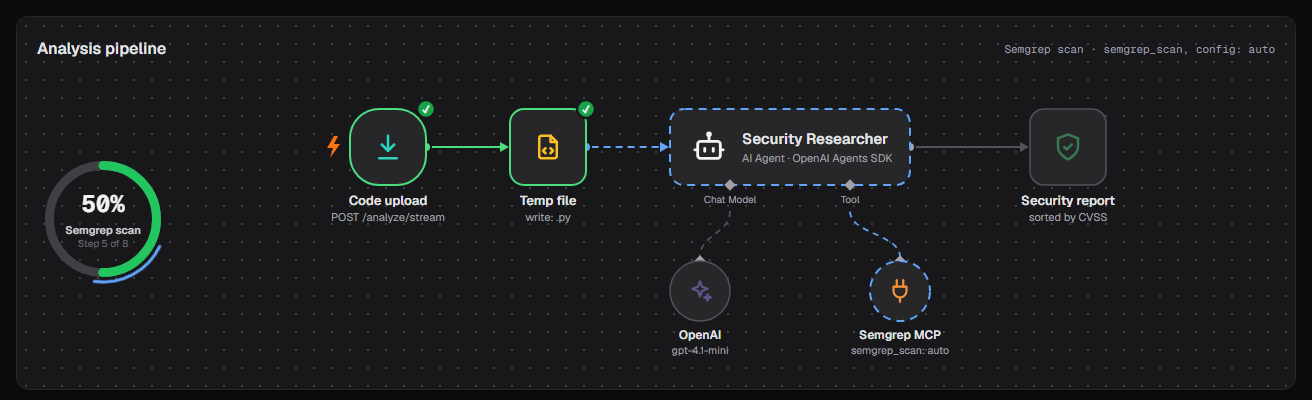 Analysis pipeline
Semgrep scan · semgrep_scan, config: auto
50%
Semgrep scan
Step 5 of 8
Code upload
POST /analyze/stream
Temp file
write: .py
Security Researcher
AI Agent · OpenAI Agents SDK
Chat Model
Tool
OpenAI
gpt-4.1-mini
Semgrep MCP
semgrep_scan: auto
Security report
sorted by CVSS